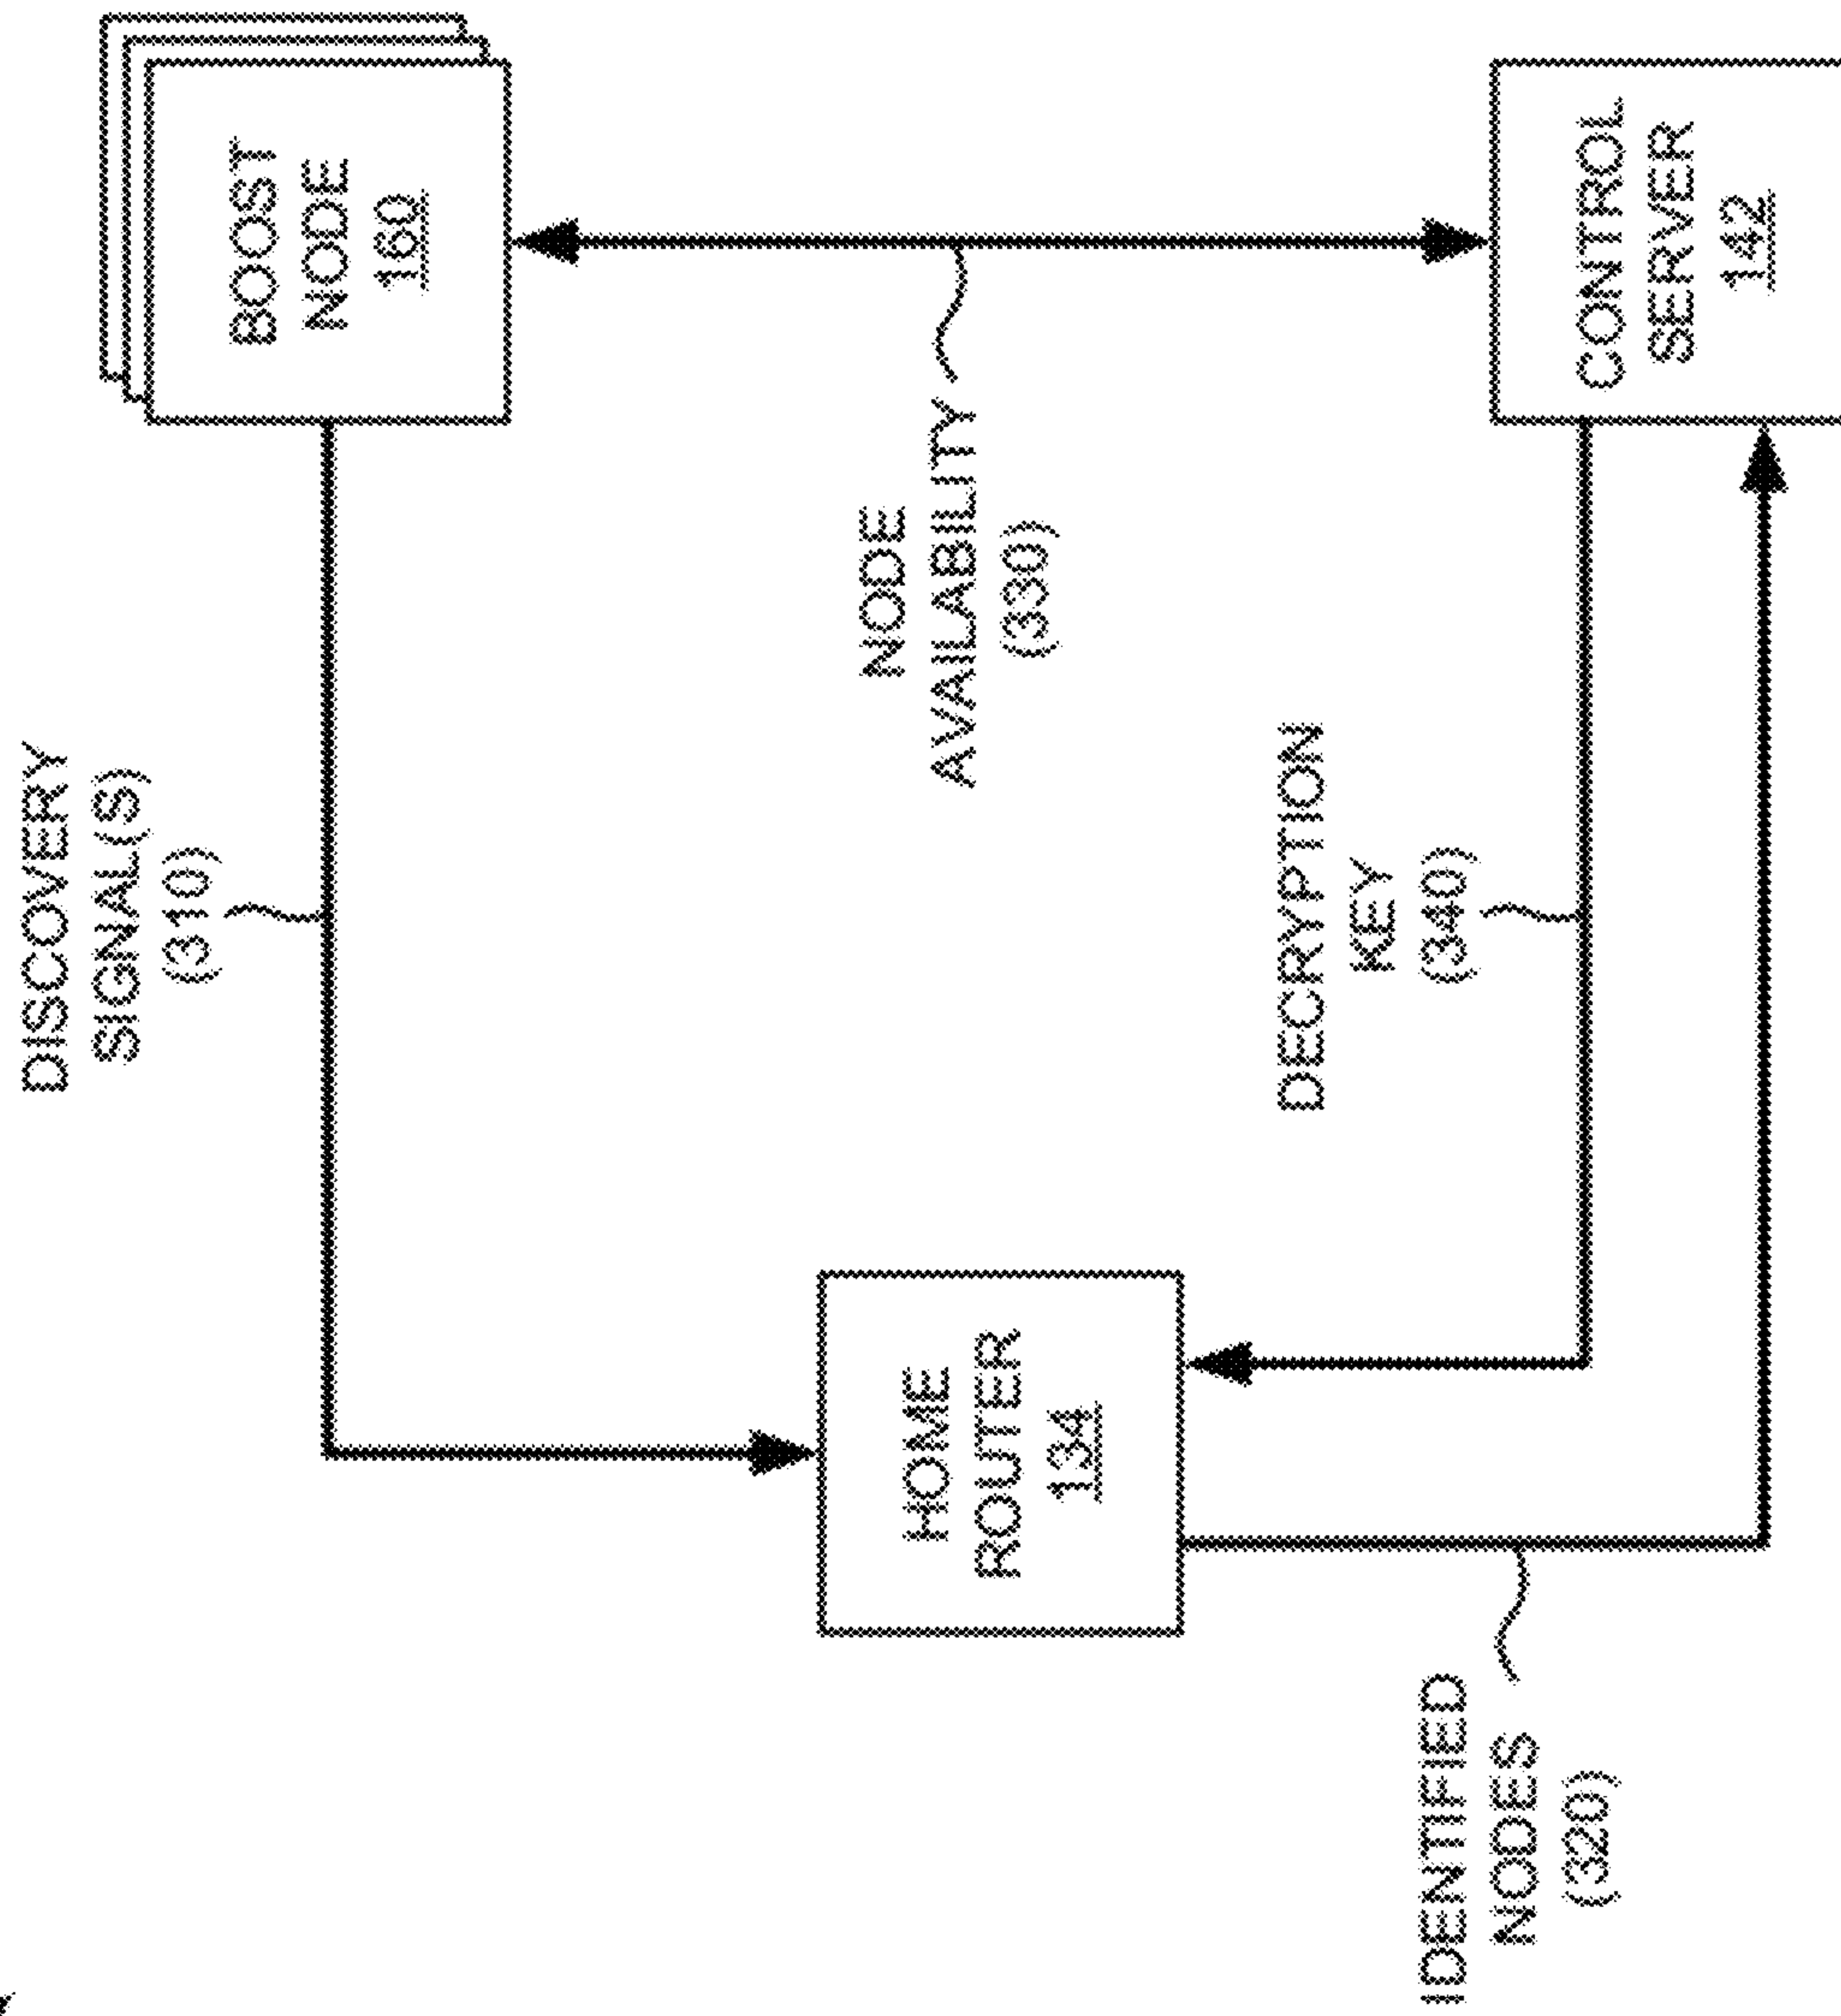 DISCOVERY
SIGNAL(S)
(310)
BOOST
NODE
160
NODE
AVAILABILITY
(330)
HOME
ROUTER
134
DECRYPTION
KEY
(340)
IDENTIFIED
NODES
(320)
CONTROL
SERVER
142